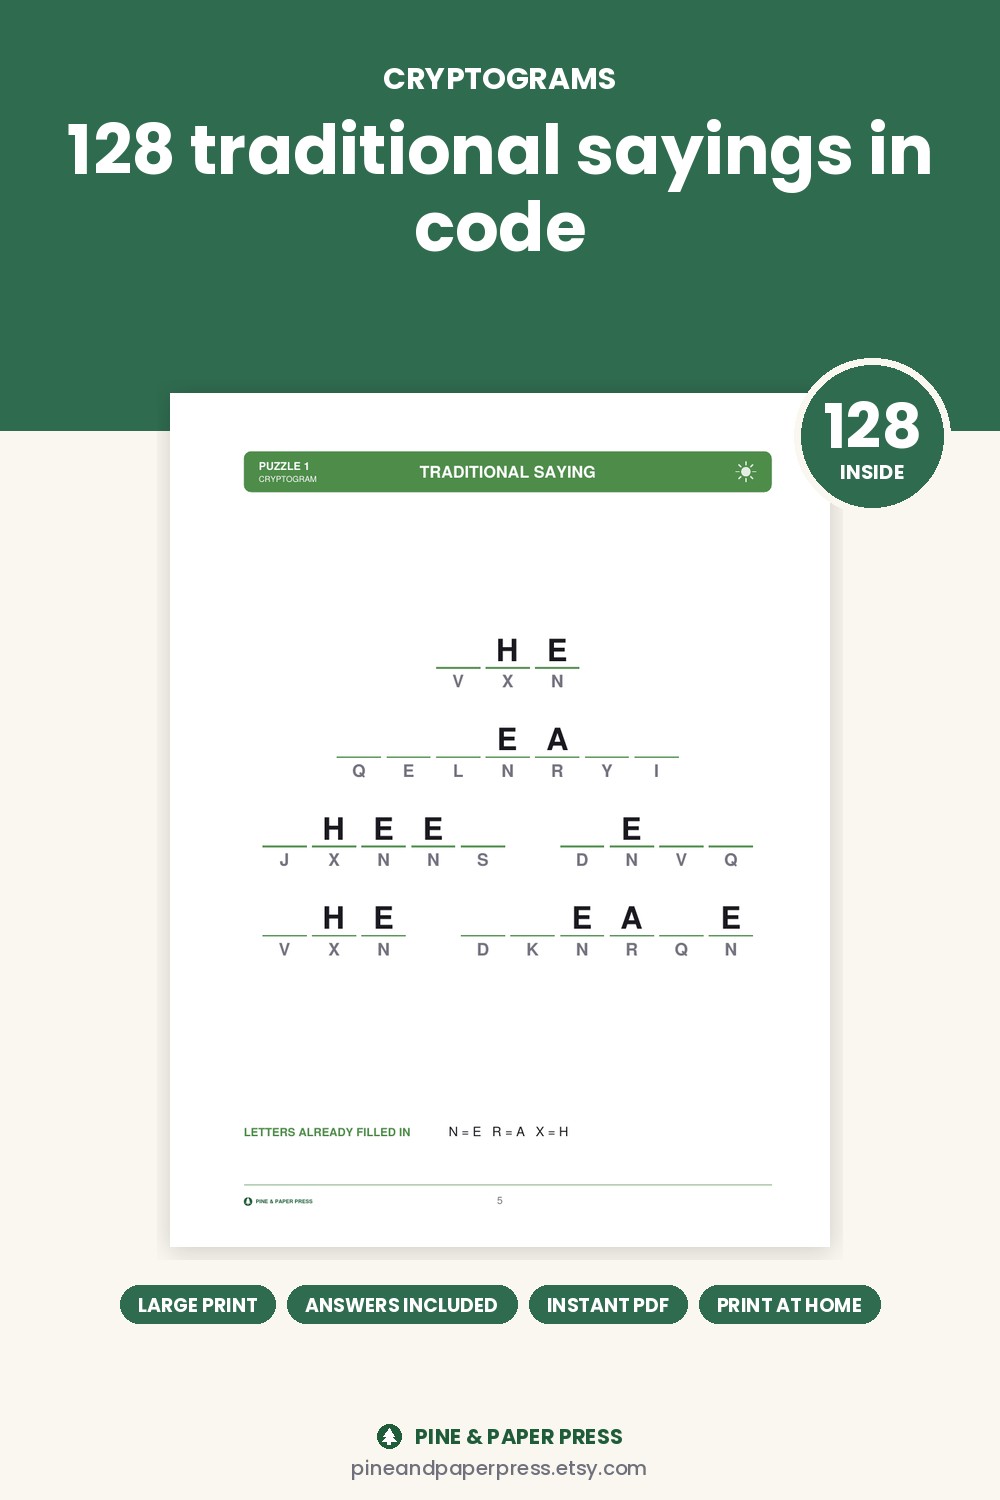 CRYPTOGRAMS
128 traditional sayings in
code
128
INSIDE
PUZZLE 1
CRYPTOGRAM
TRADITIONAL SAYING
H E
V X N
E A
Q E L N R Y I
H E E E
J X N N S D N V Q
H E E A E
V X N D K N R Q N
LETTERS ALREADY FILLED IN N = E R = A X = H
PINE & PAPER PRESS 5
LARGE PRINT ANSWERS INCLUDED INSTANT PDF PRINT AT HOME
PINE & PAPER PRESS
pineandpaperpress.etsy.com